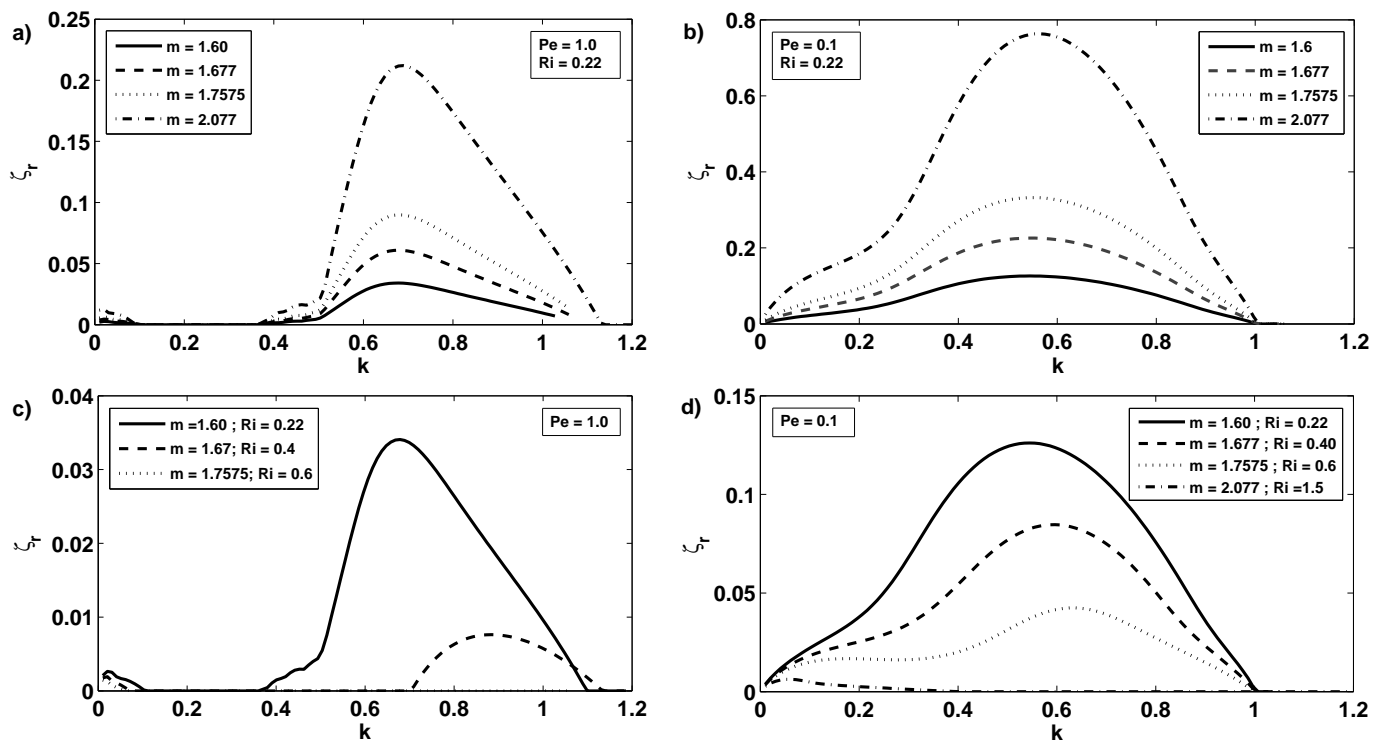 a)
0.25
0.2
0.15
0.1
0.05
0
ζr
m = 1.60
m = 1.677
m = 1.7575
m = 2.077
Pe = 1.0
Ri = 0.22
0 0.2 0.4 0.6 0.8 1 1.2
k
b)
0.8
0.6
0.4
0.2
0
ζr
Pe = 0.1
Ri = 0.22
m = 1.6
m = 1.677
m = 1.7575
m = 2.077
0 0.2 0.4 0.6 0.8 1 1.2
k
c)
0.04
0.03
0.02
0.01
0
ζr
m =1.60 ; Ri = 0.22
m = 1.67; Ri = 0.4
m = 1.7575; Ri = 0.6
Pe = 1.0
0 0.2 0.4 0.6 0.8 1 1.2
k
d)
0.15
0.1
0.05
0
ζr
Pe = 0.1
m = 1.60 ; Ri = 0.22
m = 1.677 ; Ri = 0.40
m = 1.7575 ; Ri = 0.6
m = 2.077 ; Ri =1.5
0 0.2 0.4 0.6 0.8 1 1.2
k